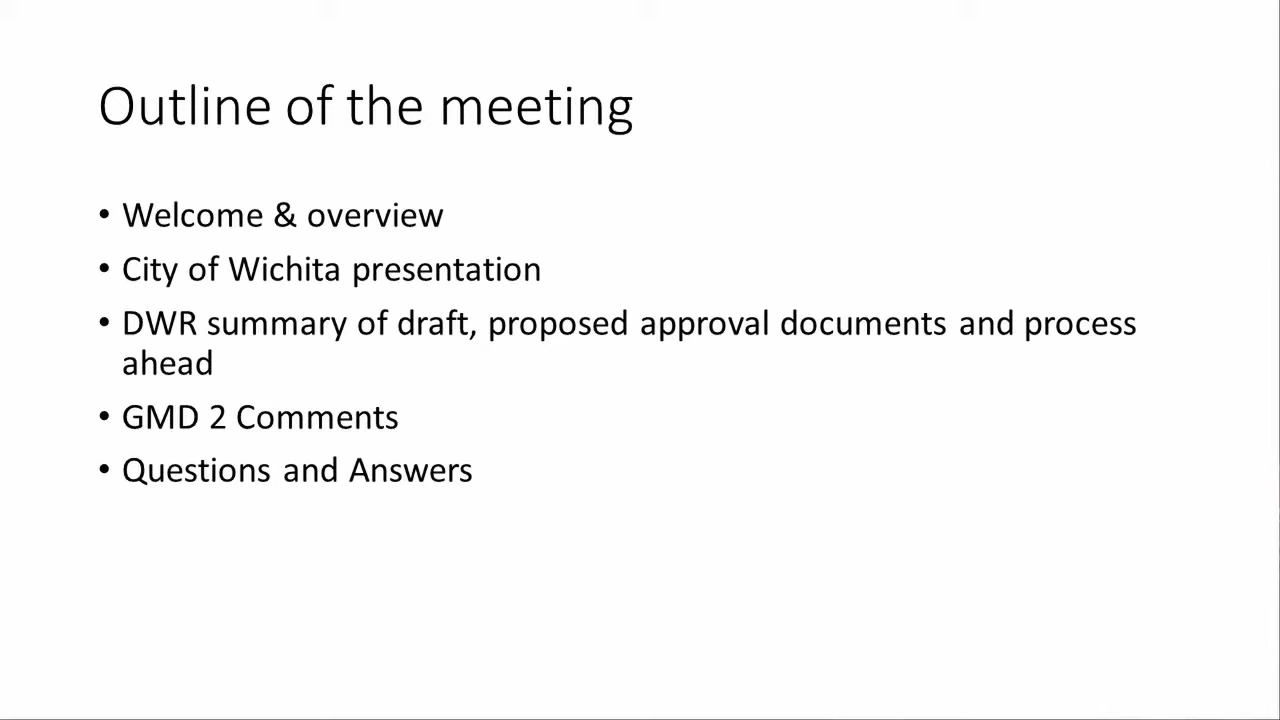 Outline of the meeting
• Welcome & overview
• City of Wichita presentation
• DWR summary of draft, proposed approval documents and process
ahead
• GMD 2 Comments
• Questions and Answers